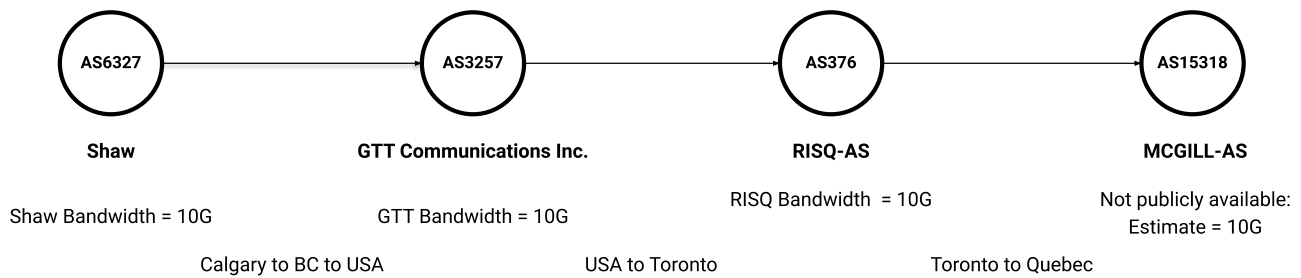 AS6327
AS3257
AS376
AS15318
Shaw
GTT Communications Inc.
RISQ-AS
MCGILL-AS
Shaw Bandwidth = 10G
GTT Bandwidth = 10G
RISQ Bandwidth = 10G
Not publicly available:
Estimate = 10G
Calgary to BC to USA
USA to Toronto
Toronto to Quebec